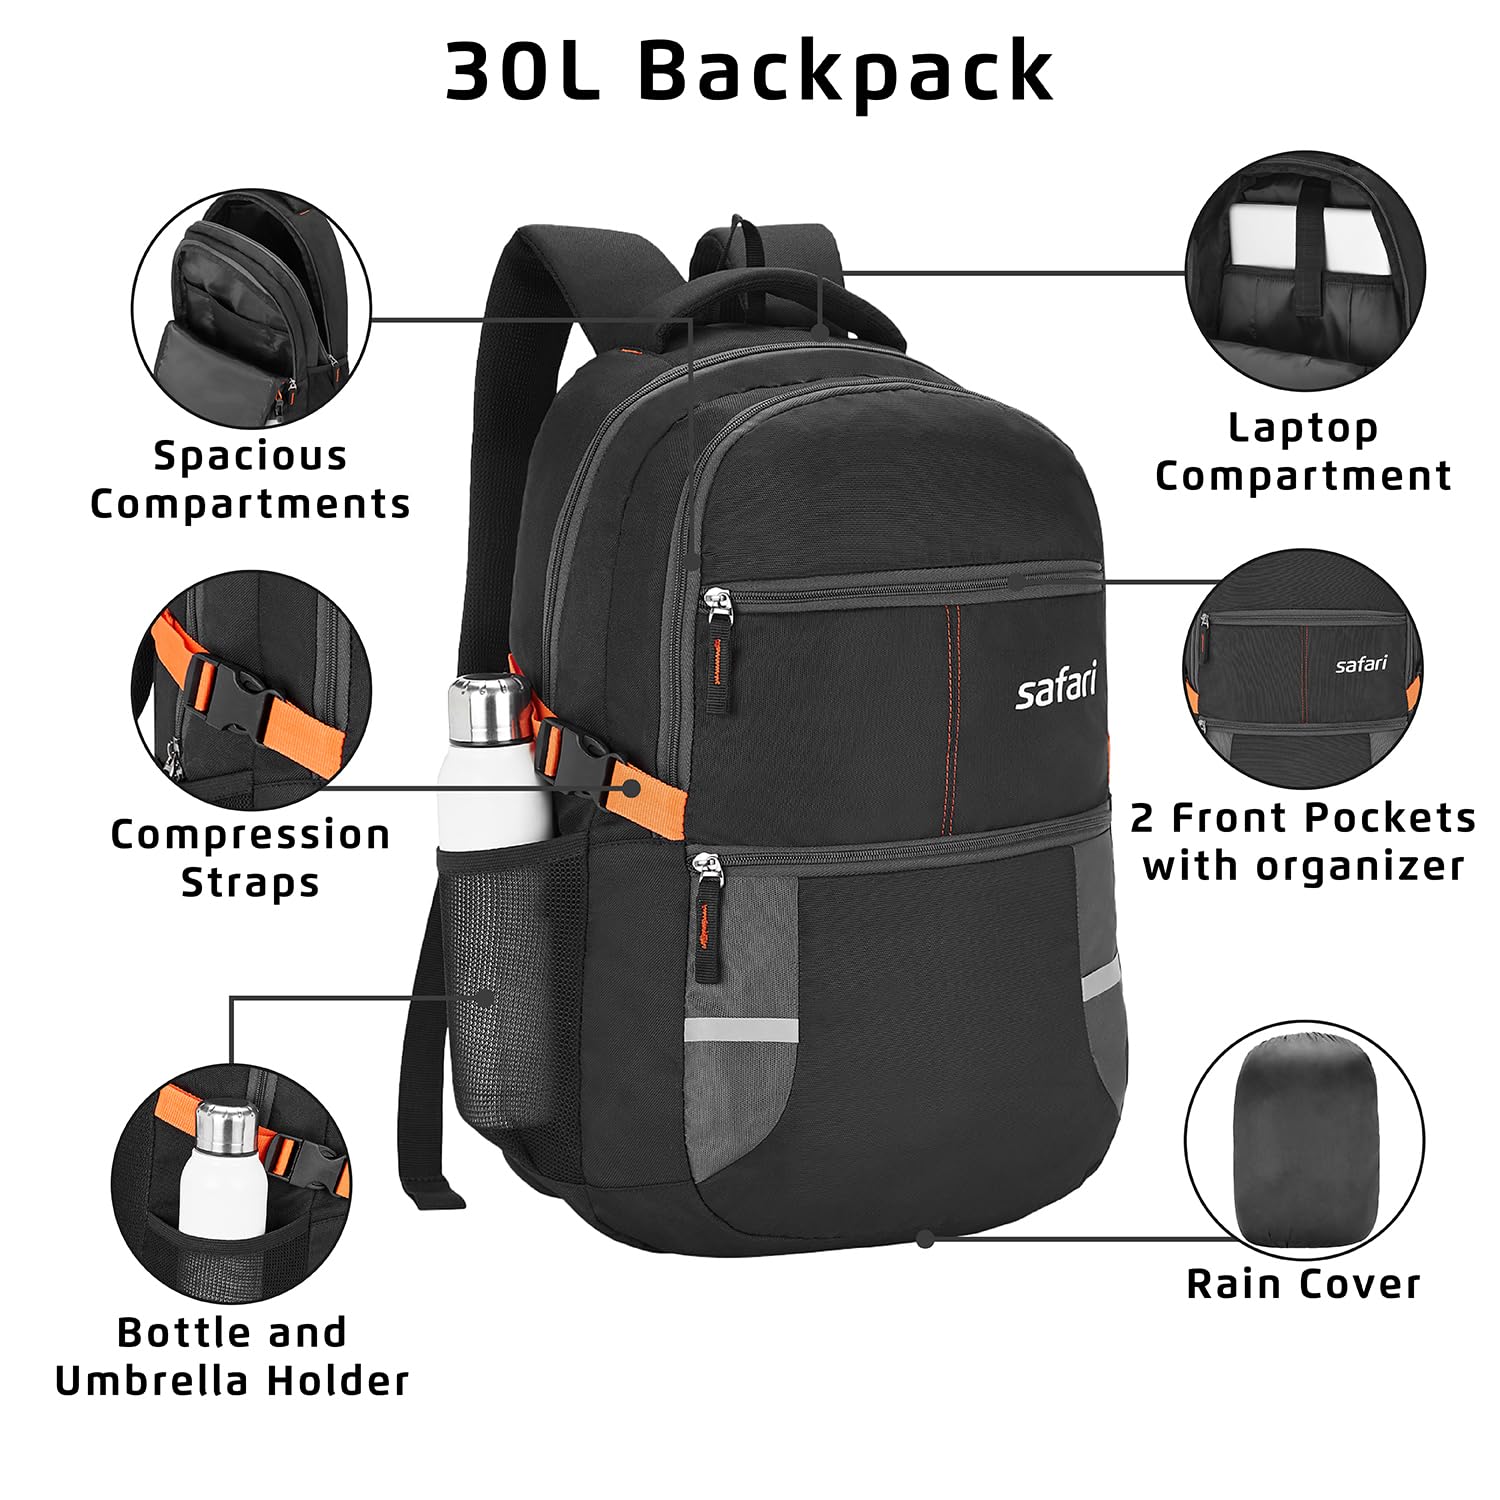 30L Backpack
Spacious
Compartments
Laptop
Compartment
safari
safari
Compression
Straps
2 Front Pockets
with organizer
Bottle and
Umbrella Holder
Rain Cover